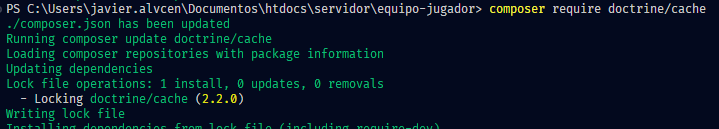 PS C:\Users\javier.alvcen\Documentos\htdocs\servidor\equipo-jugador> composer require doctrine/cache
./composer.json has been updated
Running composer update doctrine/cache
Loading composer repositories with package information
Updating dependencies
Lock file operations: 1 install, 0 updates, 0 removals
  - Locking doctrine/cache (2.2.0)
Writing lock file
Installing dependencies from lock file (including require-dev)